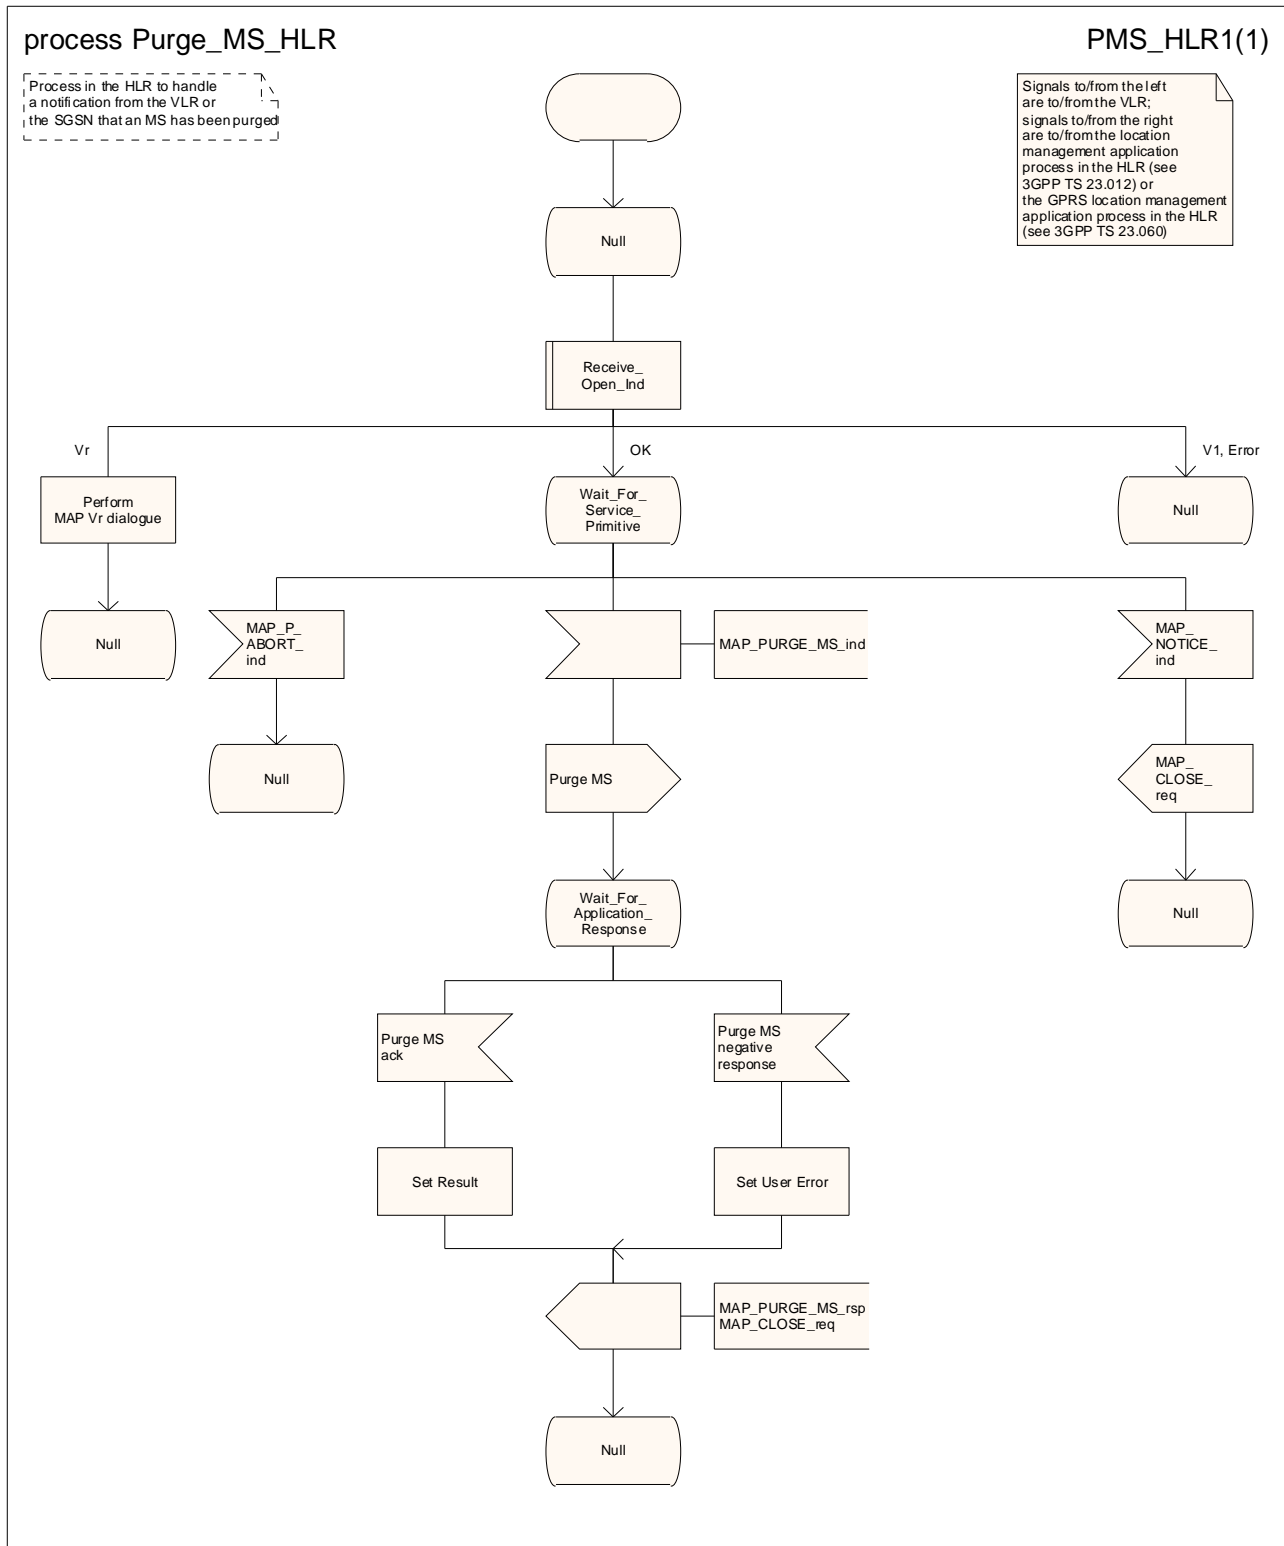 process Purge_MS_HLR
PMS_HLR1(1)
Process in the HLR to handle
a notification from the VLR or
the SGSN that an MS has been purged
Signals to/from the left
are to/from the VLR;
signals to/from the right
are to/from the location
management application
process in the HLR (see
3GPP TS 23.012) or
the GPRS location management
application process in the HLR
(see 3GPP TS 23.060)
Null
Receive_
Open_Ind
Vr
OK
V1, Error
Perform
MAP Vr dialogue
Wait_For_
Service_
Primitive
Null
Null
MAP_P_
ABORT_
ind
MAP_PURGE_MS_ind
MAP_
NOTICE_
ind
Null
Purge MS
MAP_
CLOSE_
req
Wait_For_
Application_
Response
Null
Purge MS
ack
Purge MS
negative
response
Set Result
Set User Error
MAP_PURGE_MS_rsp
MAP_CLOSE_req
Null